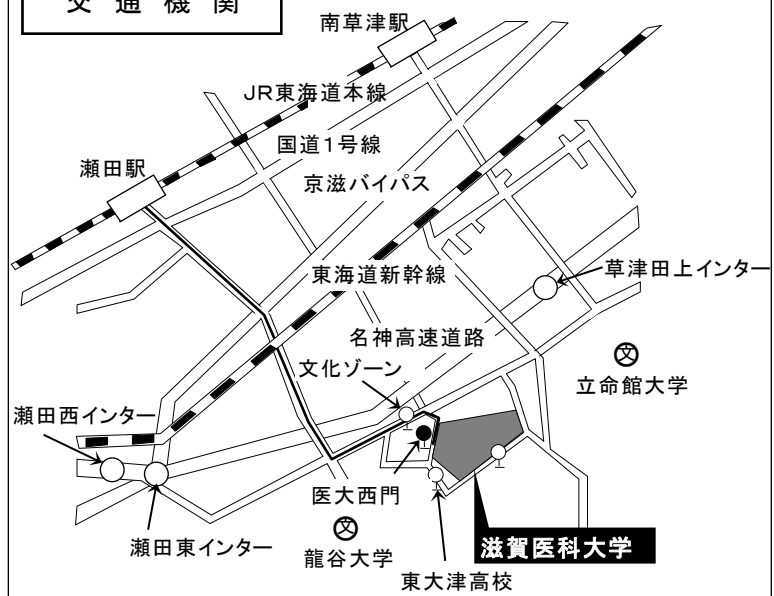 交通機関
南草津駅
JR東海道本線
国道1号線
瀬田駅
京滋バイパス
東海道新幹線
草津田上インター
名神高速道路
文化ゾーン
文
立命館大学
瀬田西インター
医大西門
文
瀬田東インター
龍谷大学
滋賀医科大学
東大津高校